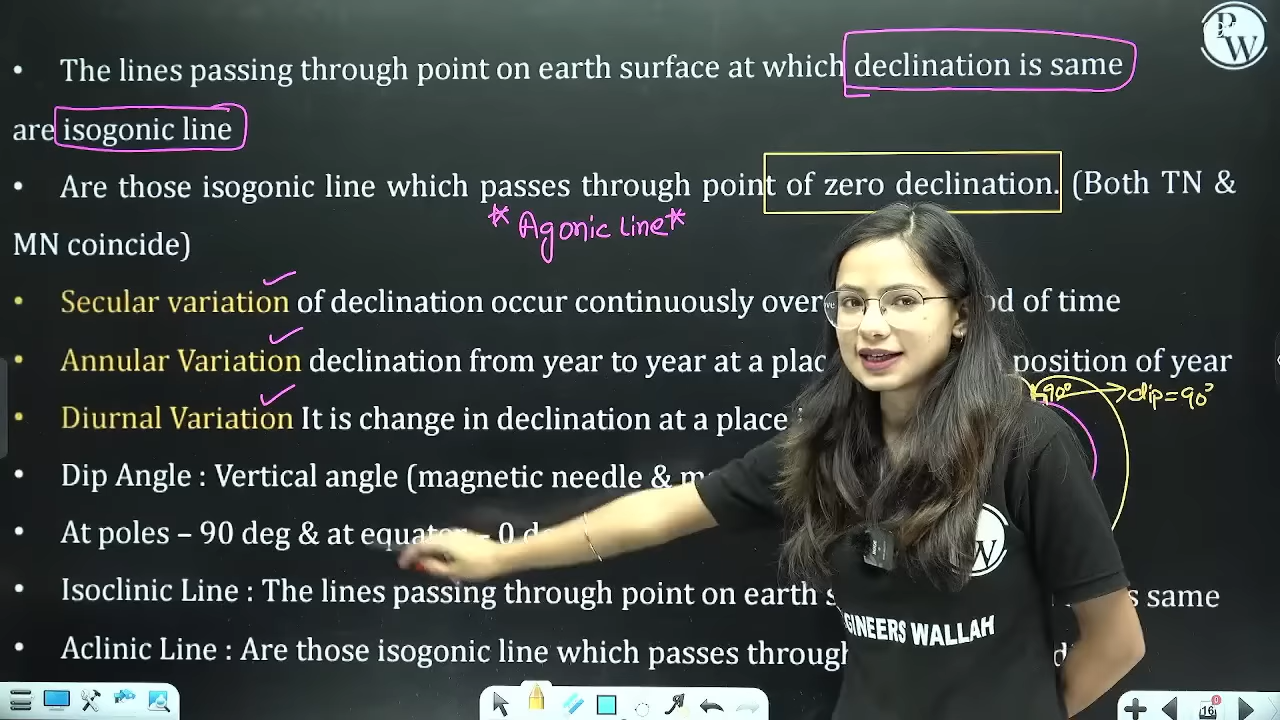 • The lines passing through point on earth surface at which declination is same
are isogonic line
• Are those isogonic line which passes through point of zero declination. (Both TN &
* Agonic line*
MN coincide)
• Secular variation of declination occur continuously over od of time
• Annular Variation declination from year to year at a plac position of year
90° dip=90°
• Diurnal Variation It is change in declination at a place
• Dip Angle : Vertical angle (magnetic needle & m
• At poles – 90 deg & at equator – 0 d
• Isoclinic Line : The lines passing through point on earth s s same
• Aclinic Line : Are those isogonic line which passes through
PW
W
GINEERS WALLAH
16